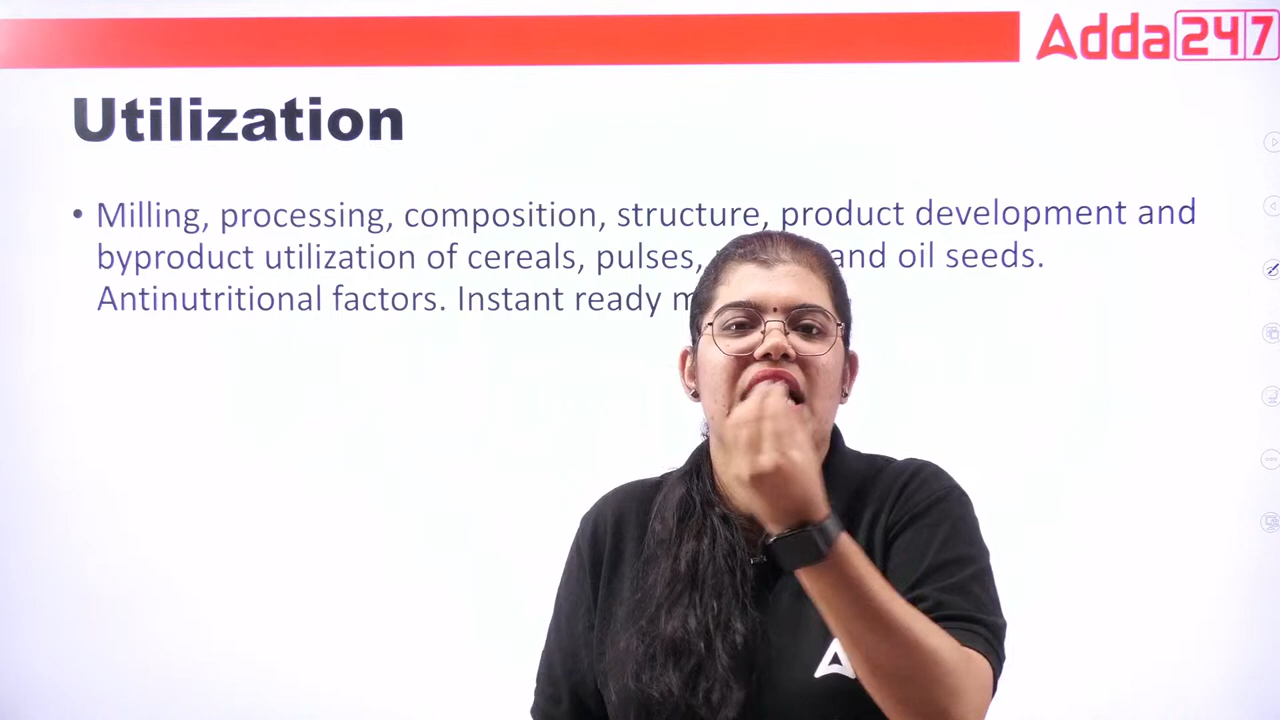 Adda247
Utilization
• Milling, processing, composition, structure, product development and
byproduct utilization of cereals, pulses, and oil seeds.
Antinutritional factors. Instant ready